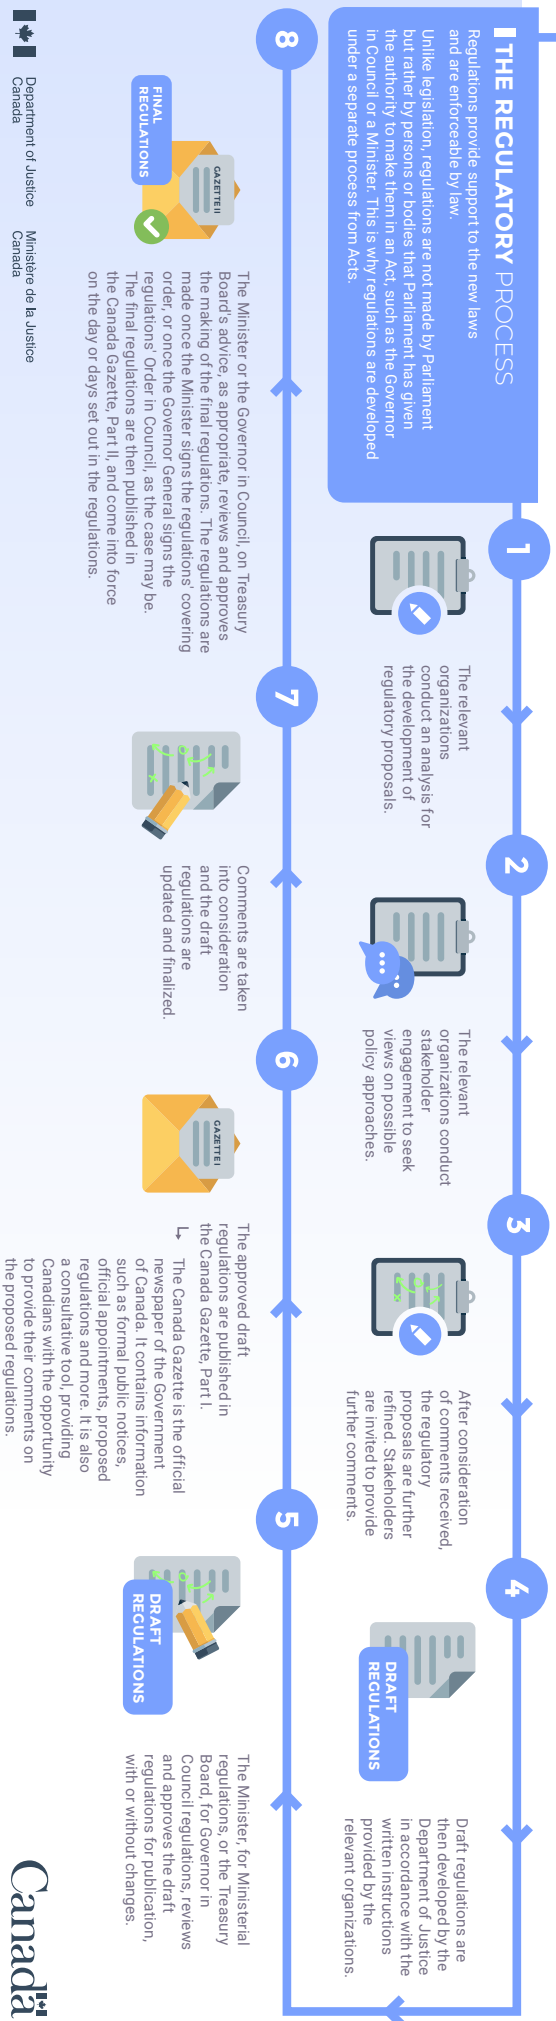 THE REGULATORY PROCESS
Regulations provide support to the new laws
and are enforceable by law.
Unlike legislation, regulations are not made by Parliament
but rather by persons or bodies that Parliament has given
the authority to make them in an Act, such as the Governor
in Council or a Minister. This is why regulations are developed
under a separate process from Acts.
1
The relevant
organizations
conduct an analysis for
the development of
regulatory proposals.
2
The relevant
organizations conduct
stakeholder
engagement to seek
views on possible
policy approaches.
3
After consideration
of comments received,
the regulatory
proposals are further
refined. Stakeholders
are invited to provide
further comments.
4
DRAFT
REGULATIONS
Draft regulations are
then developed by the
Department of Justice
in accordance with the
written instructions
provided by the
relevant organizations.
5
DRAFT
REGULATIONS
The Minister, for Ministerial
regulations, or the Treasury
Board, for Governor in
Council regulations, reviews
and approves the draft
regulations for publication,
with or without changes.
6
GAZETTE I
The approved draft
regulations are published in
the Canada Gazette, Part I.
The Canada Gazette is the official
newspaper of the Government
of Canada. It contains information
such as formal public notices,
official appointments, proposed
regulations and more. It is also
a consultative tool, providing
Canadians with the opportunity
to provide their comments on
the proposed regulations.
7
Comments are taken
into consideration
and the draft
regulations are
updated and finalized.
8
GAZETTE II
FINAL
REGULATIONS
The Minister or the Governor in Council, on Treasury
Board's advice, as appropriate, reviews and approves
the making of the final regulations. The regulations are
made once the Minister signs the regulations' covering
order, or once the Governor General signs the
regulations' Order in Council, as the case may be.
The final regulations are then published in
the Canada Gazette, Part II, and come into force
on the day or days set out in the regulations.
Department of Justice
Canada
Ministère de la Justice
Canada
Canada